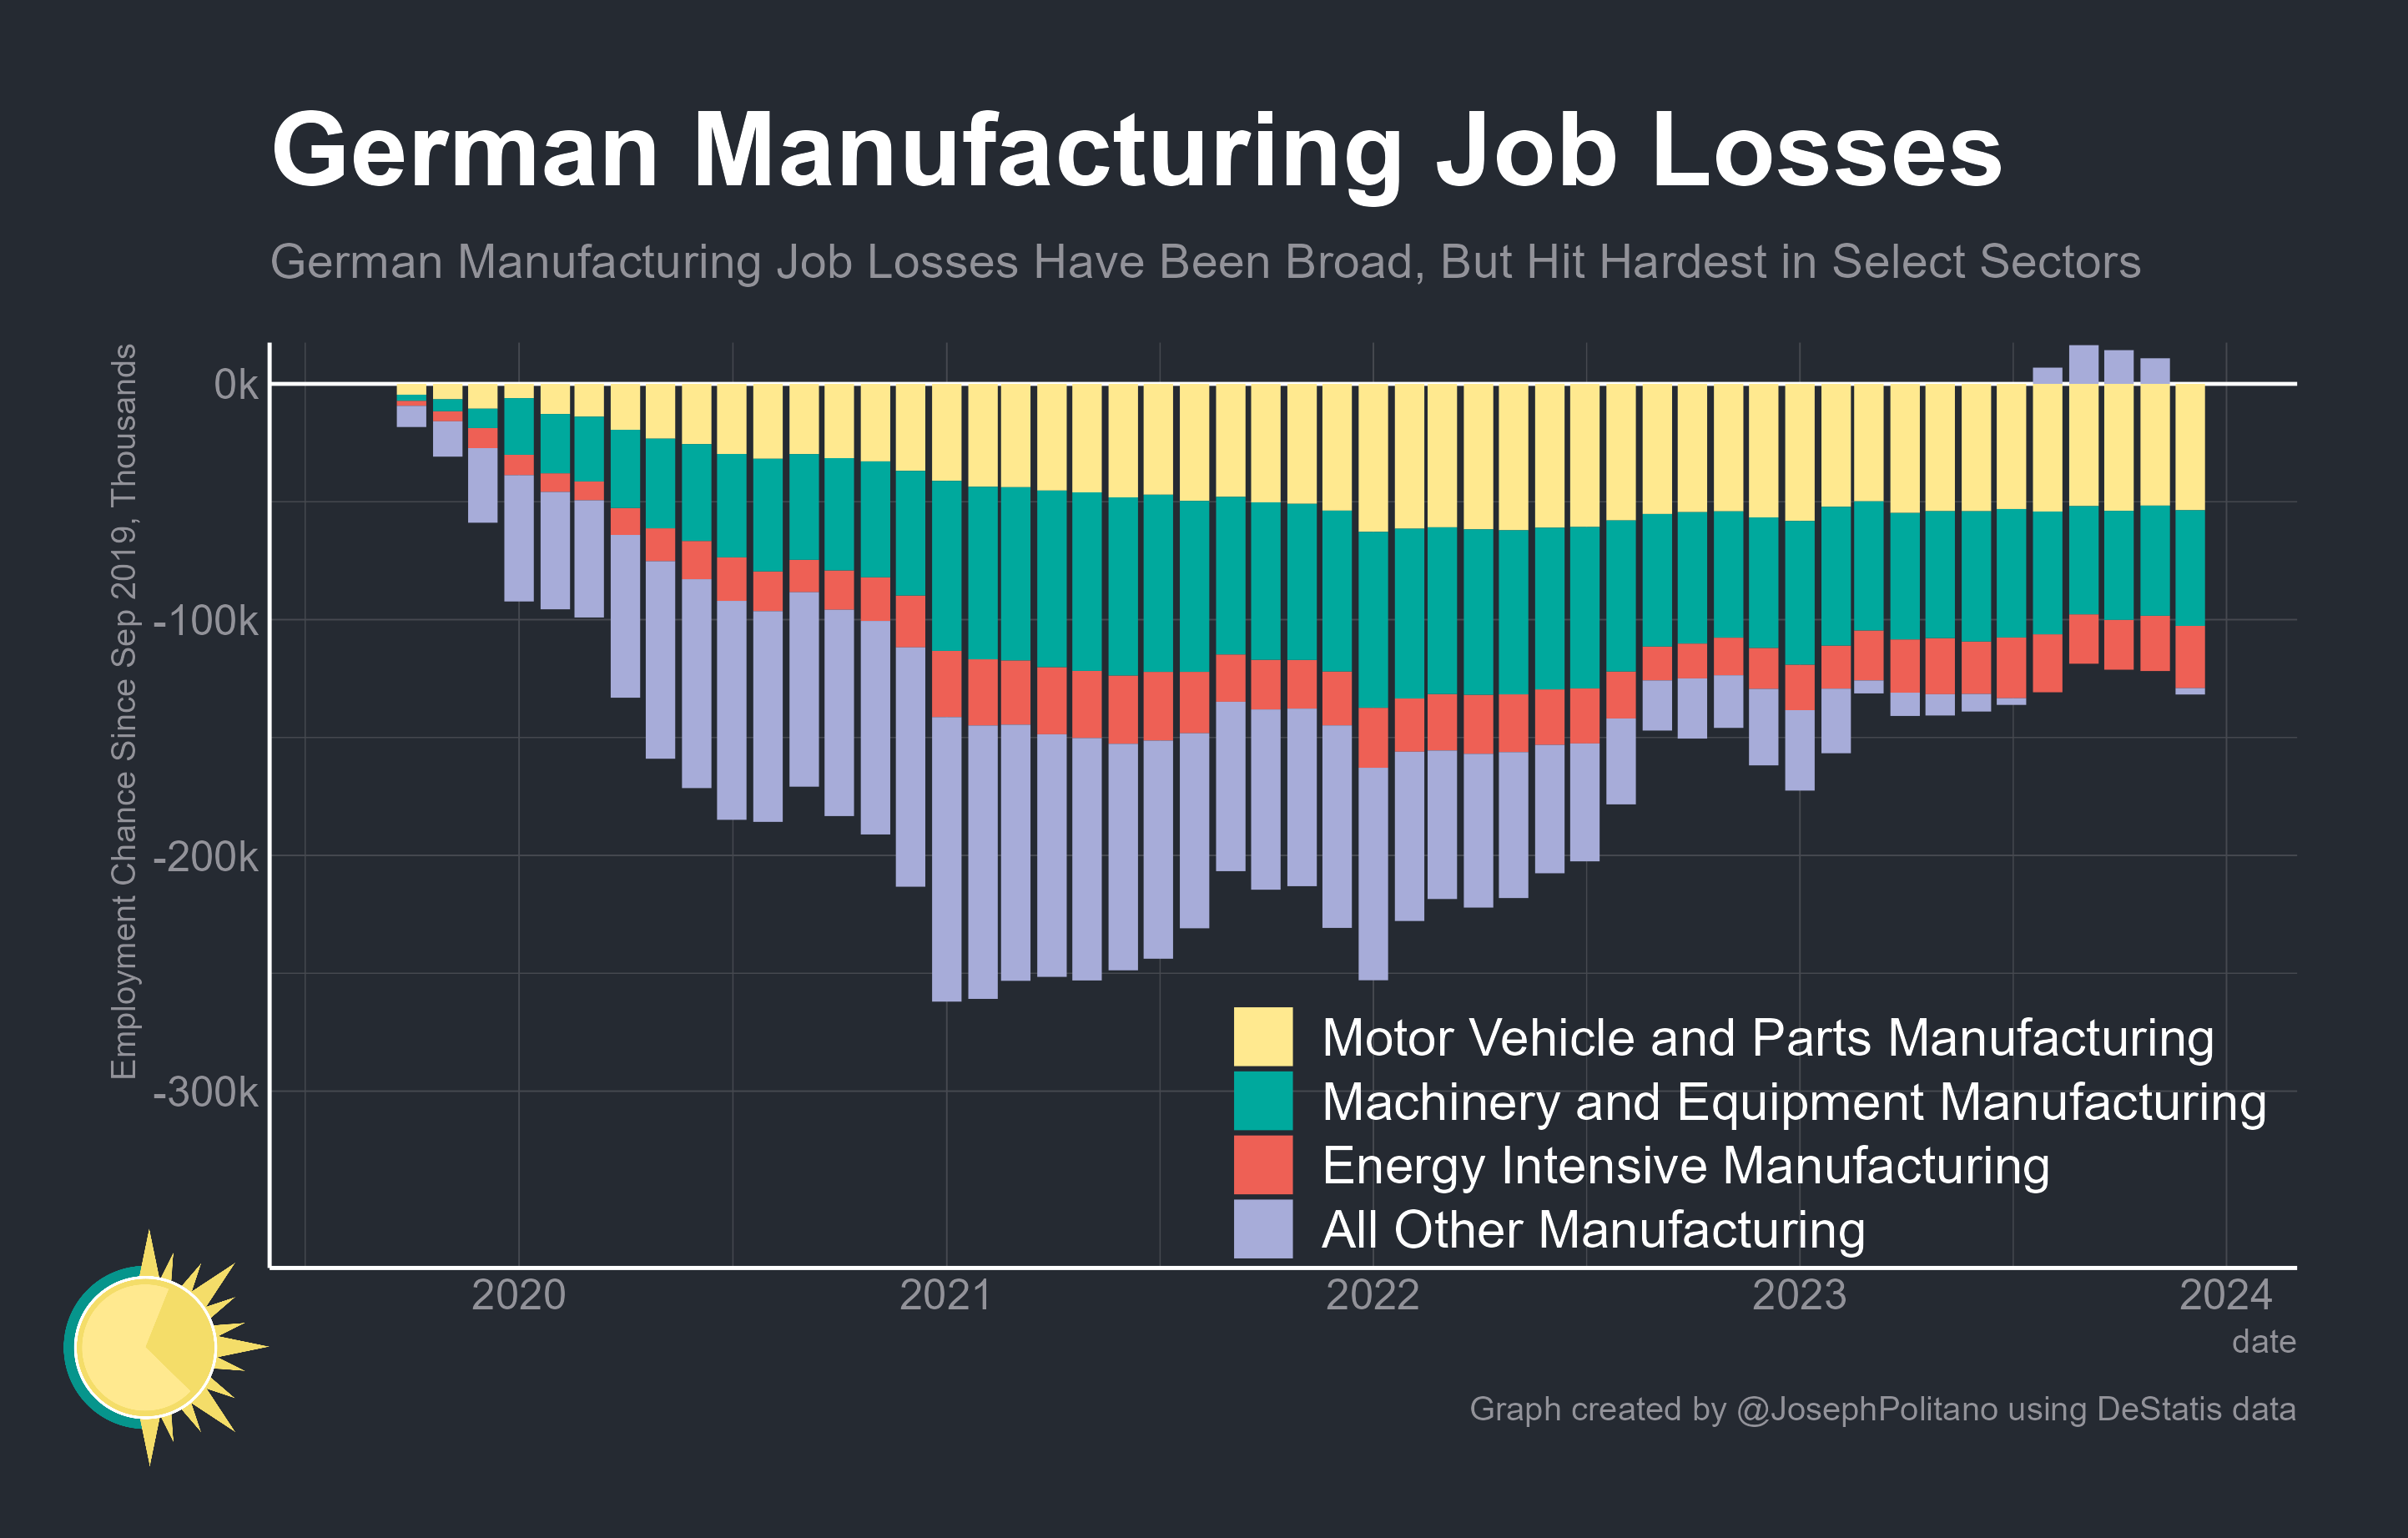 German Manufacturing Job Losses
German Manufacturing Job Losses Have Been Broad, But Hit Hardest in Select Sectors
Employment Chance Since Sep 2019, Thousands
0k
-100k
-200k
-300k
Motor Vehicle and Parts Manufacturing
Machinery and Equipment Manufacturing
Energy Intensive Manufacturing
All Other Manufacturing
2020 2021 2022 2023 2024
date
Graph created by @JosephPolitano using DeStatis data